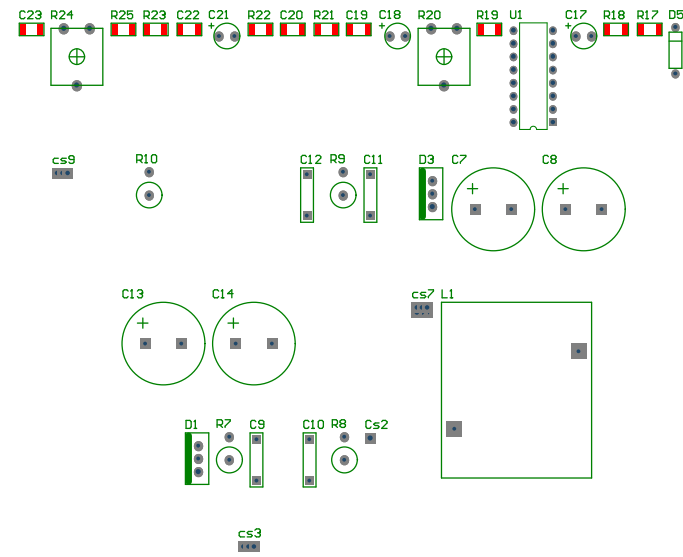 C23 R24 R25 R23 C22 C21 R22 C20 R21 C19 C18 R20 R19 U1 C17 R18 R17 D5
cs9 R10 C12 R9 C11 D3 C7 C8
C13 C14 cs7 L1
D1 R7 C9 C10 R8 Cs2
cs3